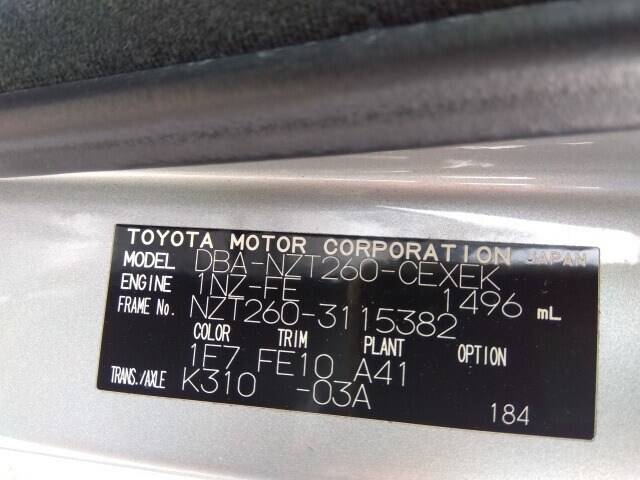 TOYOTA MOTOR CORPORATION JAPAN
MODEL DBA-NZT260-CEXEK
ENGINE 1NZ-FE 1496 mL
FRAME No. NZT260-3115382
COLOR TRIM PLANT OPTION
1E7 FE10 A41
TRANS./AXLE K310 -03A
184